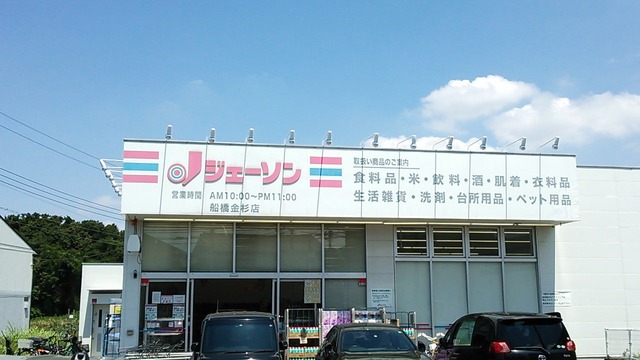 Jジェーソン
営業時間 AM10:00~PM11:00
船橋金杉店
取扱い商品のご案内
食料品・米・飲料・酒・肌着・衣料品
生活雑貨・洗剤・台所用品・ペット用品